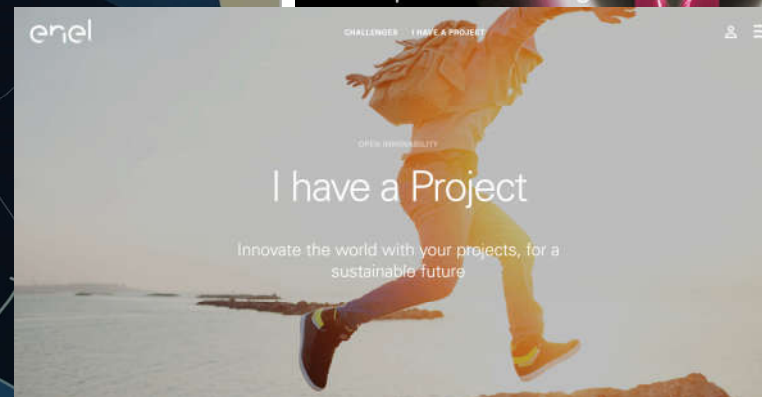 enel
CHALLENGES I HAVE A PROJECT
OPEN INNOVABILITY
I have a Project
Innovate the world with your projects, for a
sustainable future